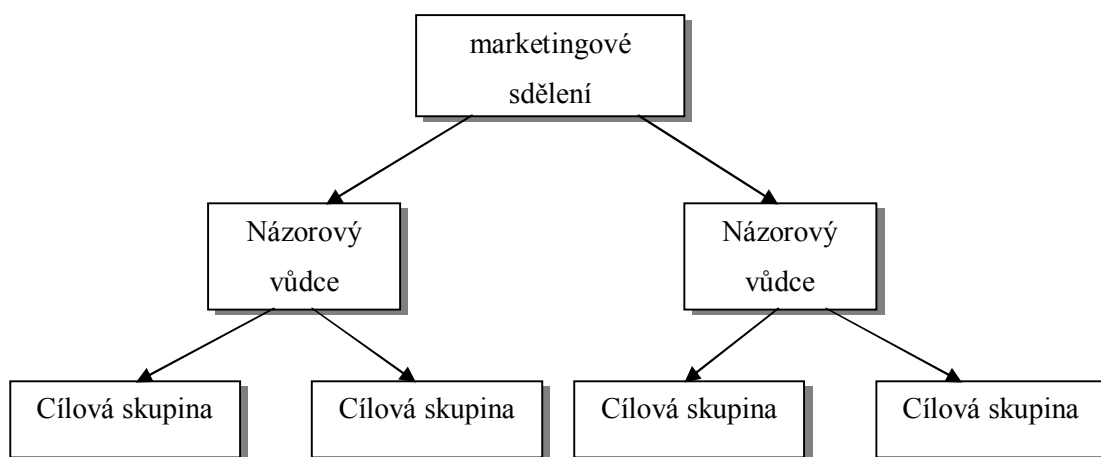 marketingové
sdělení
Názorový
vůdce
Názorový
vůdce
Cílová skupina
Cílová skupina
Cílová skupina
Cílová skupina